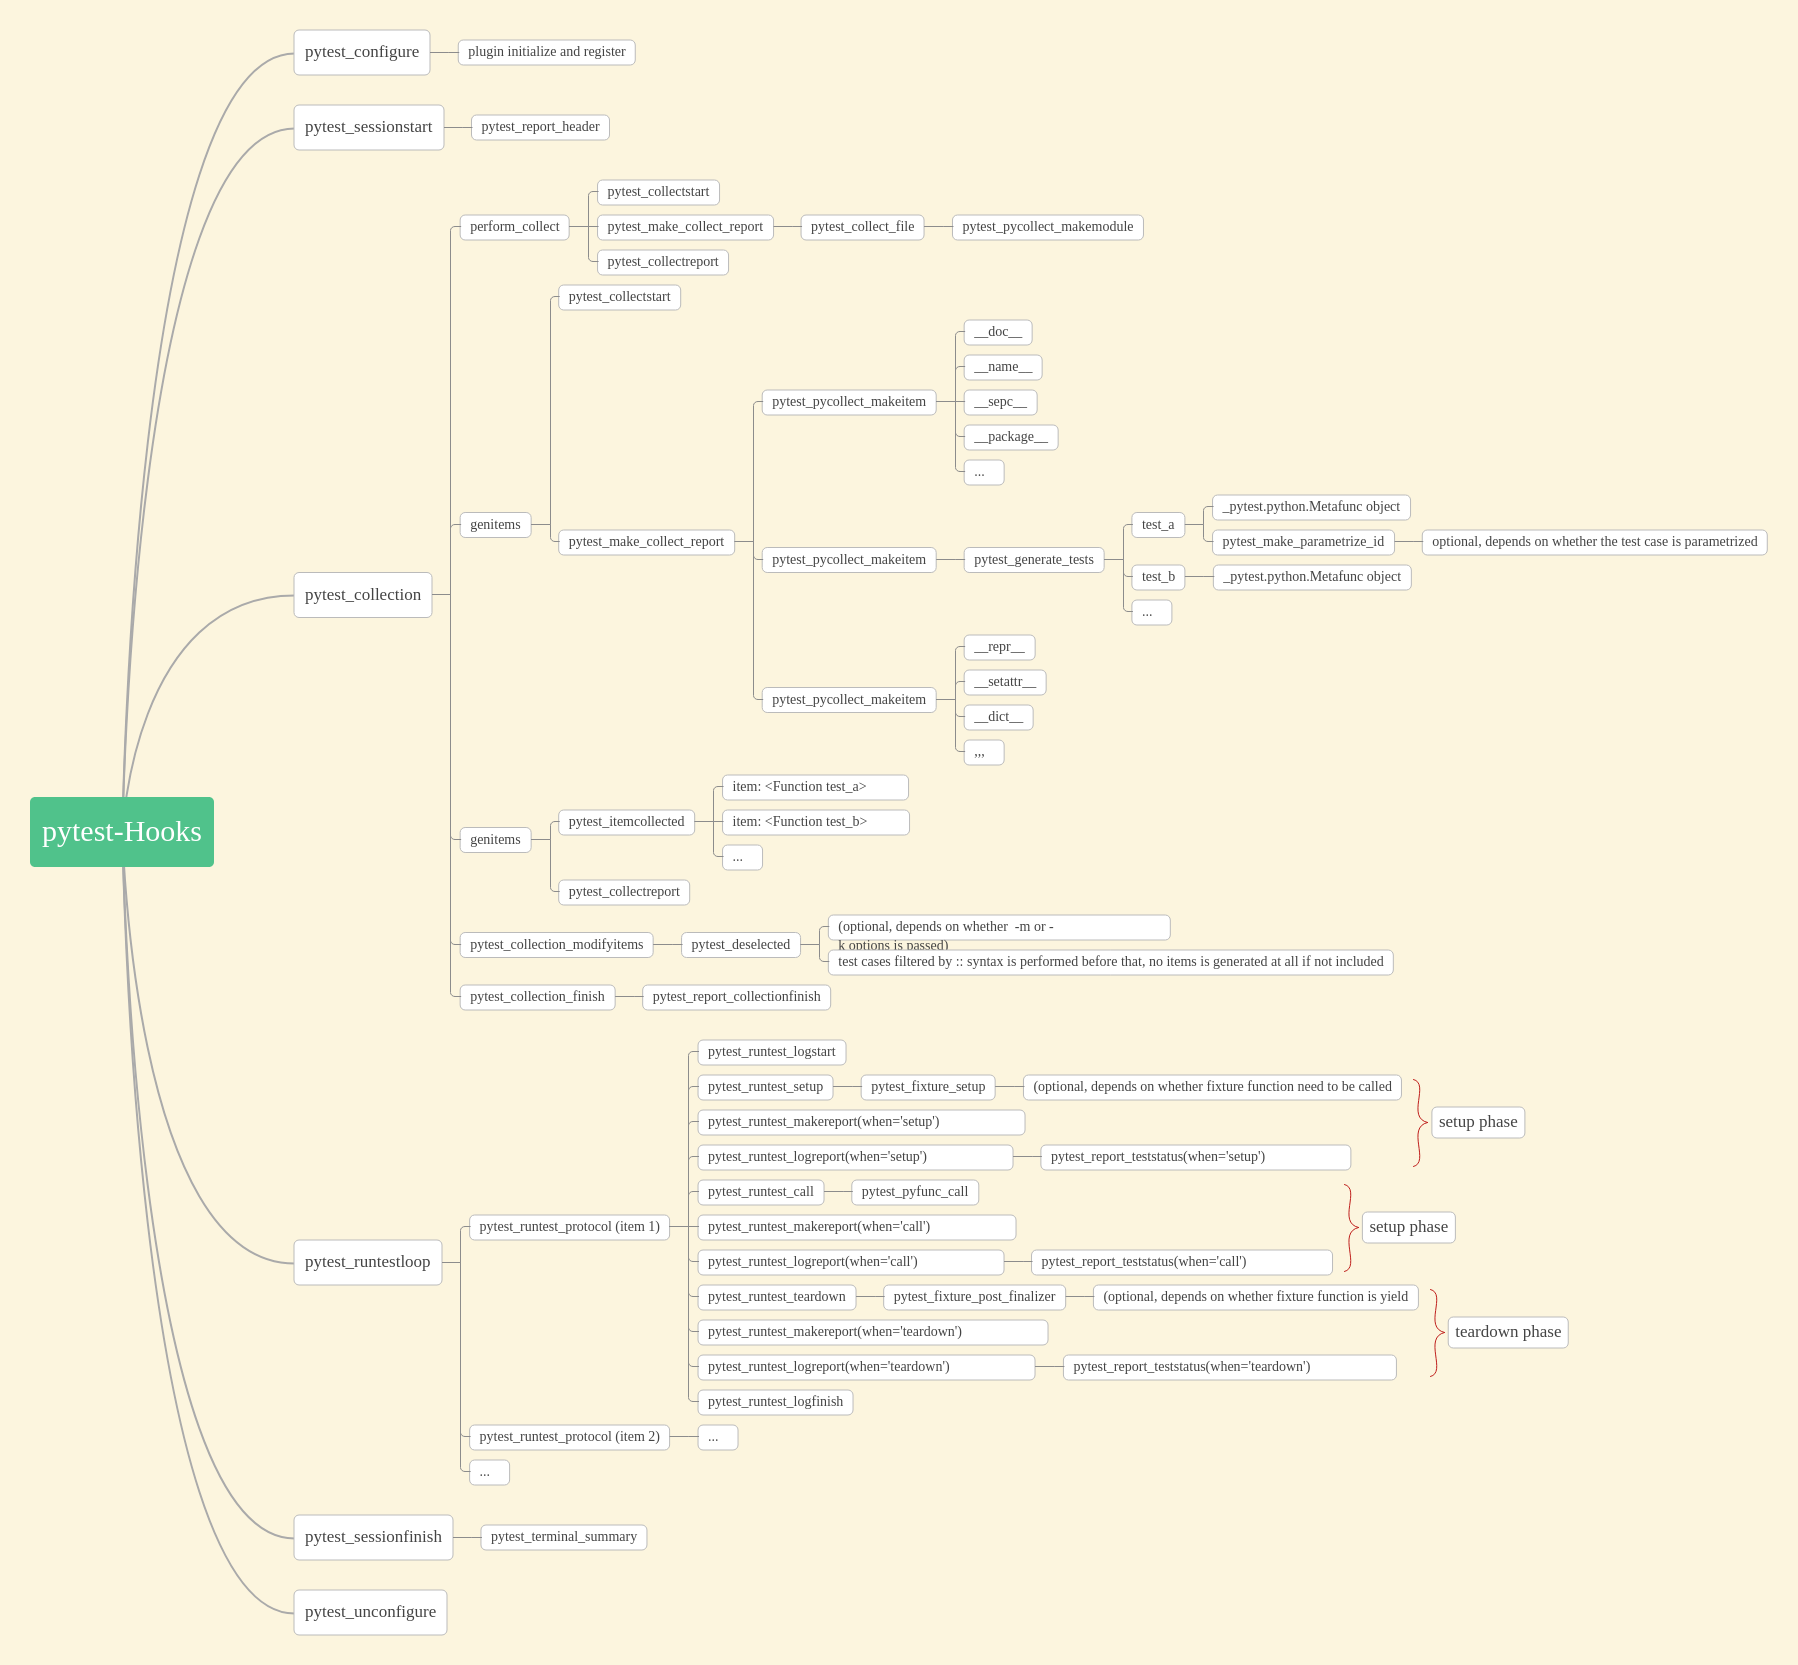 pytest_configure
plugin initialize and register
pytest_sessionstart
pytest_report_header
pytest_collectstart
perform_collect
pytest_make_collect_report
pytest_collect_file
pytest_pycollect_makemodule
pytest_collectreport
pytest_collectstart
__doc__
__name__
pytest_pycollect_makeitem
__sepc__
__package__
...
genitems
pytest_make_collect_report
_pytest.python.Metafunc object
test_a
pytest_make_parametrize_id
optional, depends on whether the test case is parametrized
pytest_pycollect_makeitem
pytest_generate_tests
test_b
_pytest.python.Metafunc object
...
pytest_collection
__repr__
__setattr__
pytest_pycollect_makeitem
__dict__
,,,
item: <Function test_a>
pytest_itemcollected
item: <Function test_b>
genitems
...
pytest_collectreport
pytest-Hooks
(optional, depends on whether  -m or -
k options is passed)
pytest_collection_modifyitems
pytest_deselected
test cases filtered by :: syntax is performed before that, no items is generated at all if not included
pytest_collection_finish
pytest_report_collectionfinish
pytest_runtest_logstart
pytest_runtest_setup
pytest_fixture_setup
(optional, depends on whether fixture function need to be called
pytest_runtest_makereport(when='setup')
setup phase
pytest_runtest_logreport(when='setup')
pytest_report_teststatus(when='setup')
pytest_runtest_call
pytest_pyfunc_call
pytest_runtest_protocol (item 1)
pytest_runtest_makereport(when='call')
setup phase
pytest_runtestloop
pytest_runtest_logreport(when='call')
pytest_report_teststatus(when='call')
pytest_runtest_teardown
pytest_fixture_post_finalizer
(optional, depends on whether fixture function is yield
pytest_runtest_makereport(when='teardown')
teardown phase
pytest_runtest_logreport(when='teardown')
pytest_report_teststatus(when='teardown')
pytest_runtest_logfinish
pytest_runtest_protocol (item 2)
...
...
pytest_sessionfinish
pytest_terminal_summary
pytest_unconfigure